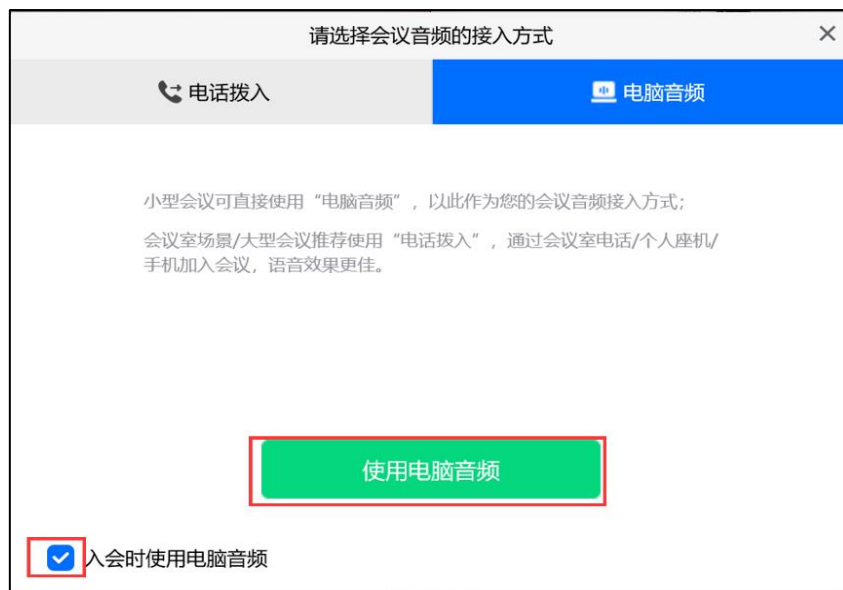 请选择会议音频的接入方式
电话拨入
电脑音频
小型会议可直接使用“电脑音频”，以此作为您的会议音频接入方式；
会议室场景/大型会议推荐使用“电话拨入”，通过会议室电话/个人座机/
手机加入会议，语音效果更佳。
使用电脑音频
入会时使用电脑音频